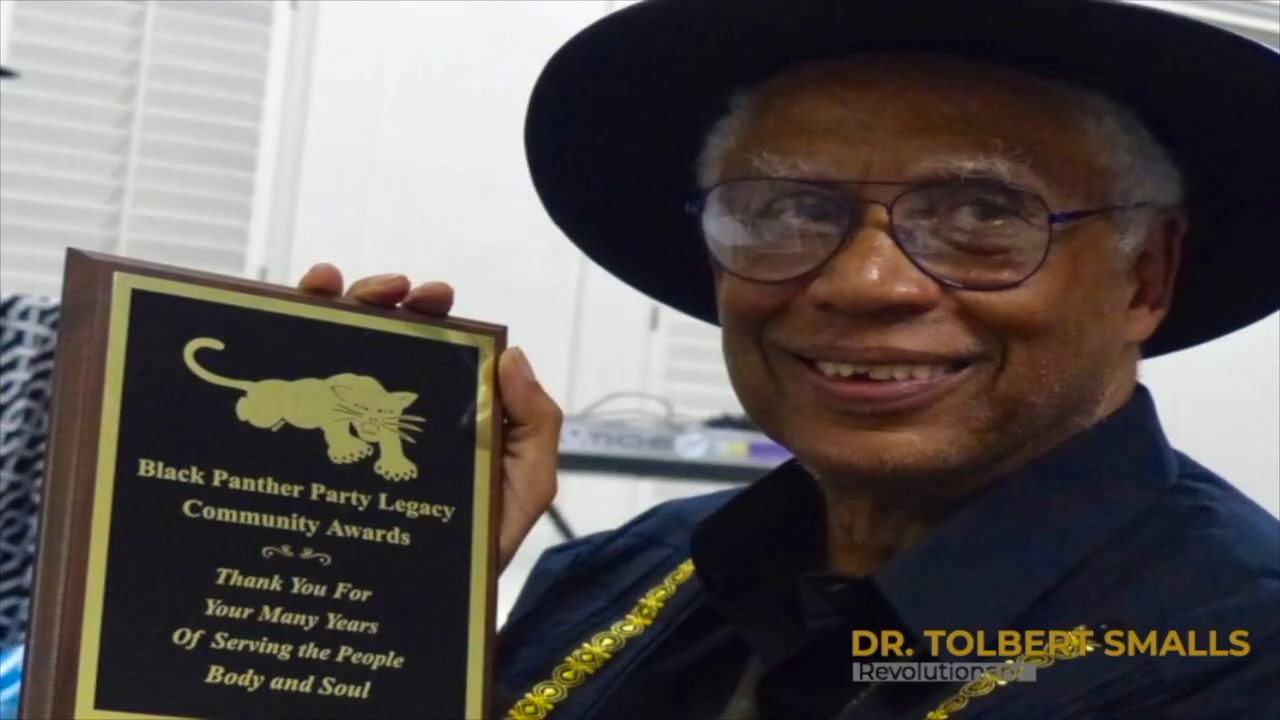 Black Panther Party Legacy
Community Awards
Thank You For
Your Many Years
Of Serving the People
Body and Soul
DR. TOLBERT SMALLS
Revolutionary